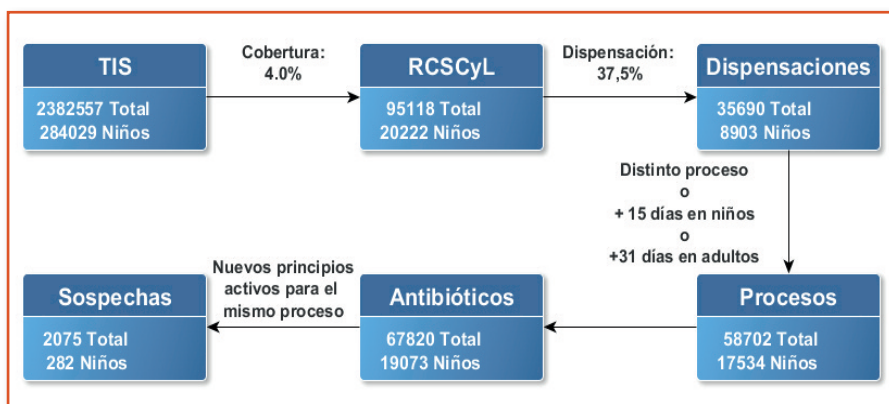 TIS
2382557 Total
284029 Niños
Cobertura:
4.0%
RCSCyL
95118 Total
20222 Niños
Dispensación:
37,5%
Dispensaciones
35690 Total
8903 Niños
Distinto proceso
o
+ 15 días en niños
o
+31 días en adultos
Procesos
58702 Total
17534 Niños
Antibióticos
67820 Total
19073 Niños
Nuevos principios
activos para el
mismo proceso
Sospechas
2075 Total
282 Niños